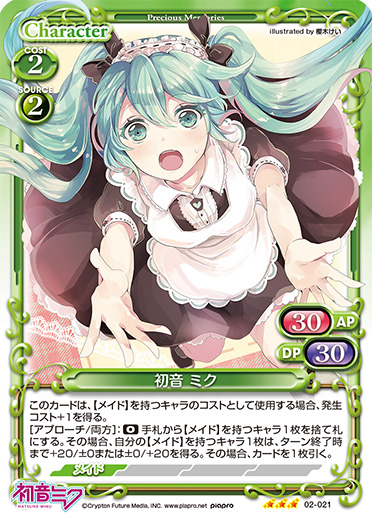 Precious Memories
Character
illustrated by 樱木けい
COST
2
SOURCE
2
30 AP
DP 30
初音 ミク
このカードは、【メイド】を持つキャラのコストとして使用する場合、発生
コスト+1を得る。
[アプローチ/両方]:0 手札からキャラ1枚を捨て札
にする。その場合、自分の【メイド】を持つキャラ1枚は、ターン終了時
まで+20/±0または±0/+20を得る。その場合、カードを1枚引く。
メイド
初音ミク
HATSUNE MIKU
©Crypton Future Media, INC. www.piapro.net piapro
★★★ 02-021